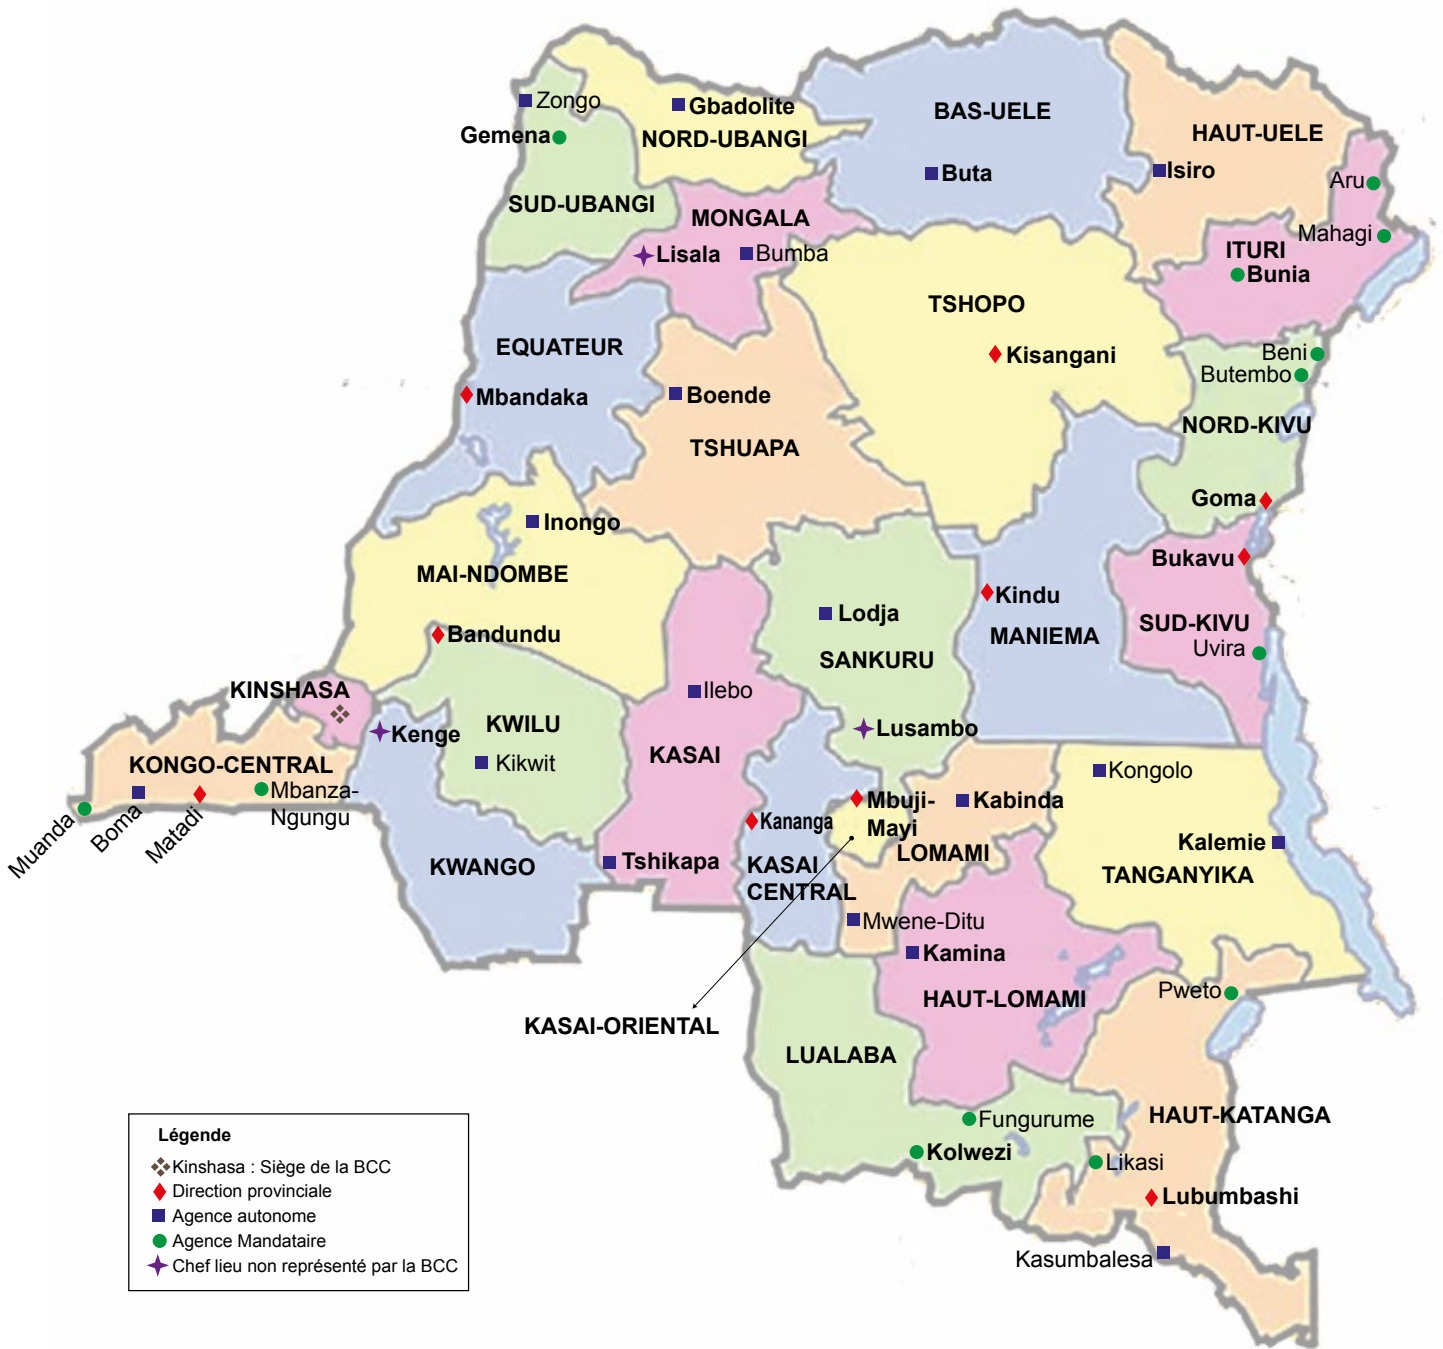 Zongo
Gbadolite
Gemena
NORD-UBANGI
BAS-UELE
HAUT-UELE
Buta
Isiro
Aru
SUD-UBANGI
MONGALA
Mahagi
Lisala
Bumba
ITURI
Bunia
TSHOPO
EQUATEUR
Kisangani
Beni
Butembo
Mbandaka
Boende
NORD-KIVU
TSHUAPA
Goma
Inongo
Bukavu
MAI-NDOMBE
Kindu
Lodja
SUD-KIVU
Bandundu
MANIEMA
Uvira
SANKURU
KINSHASA
Ilebo
KWILU
Kenge
Lusambo
KASAI
KONGO-CENTRAL
Kikwit
Kongolo
Mbanza-
Ngungu
Muanda
Boma
Matadi
Mbuji-
Mayi
Kabinda
Kananga
Kalemie
LOMAMI
KWANGO
Tshikapa
KASAI
CENTRAL
TANGANYIKA
Mwene-Ditu
Kamina
HAUT-LOMAMI
Pweto
KASAI-ORIENTAL
LUALABA
Fungurume
HAUT-KATANGA
Kolwezi
Likasi
Lubumbashi
Kasumbalesa
Légende
Kinshasa : Siège de la BCC
Direction provinciale
Agence autonome
Agence Mandataire
Chef lieu non représenté par la BCC